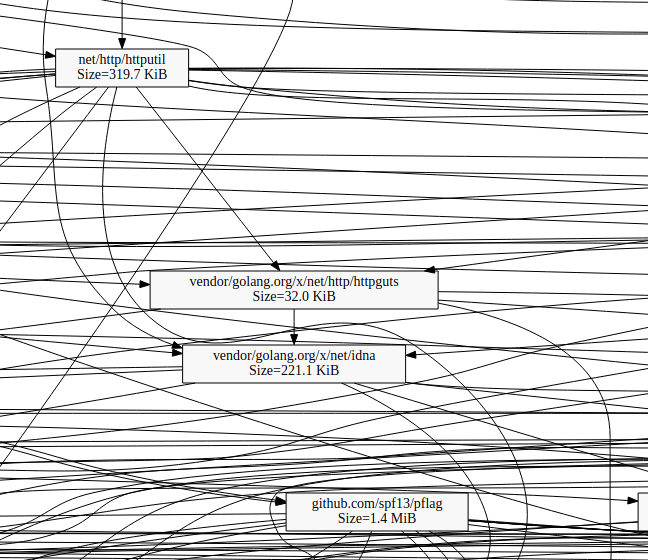 net/http/httputil
Size=319.7 KiB
vendor/golang.org/x/net/http/httpguts
Size=32.0 KiB
vendor/golang.org/x/net/idna
Size=221.1 KiB
github.com/spf13/pflag
Size=1.4 MiB